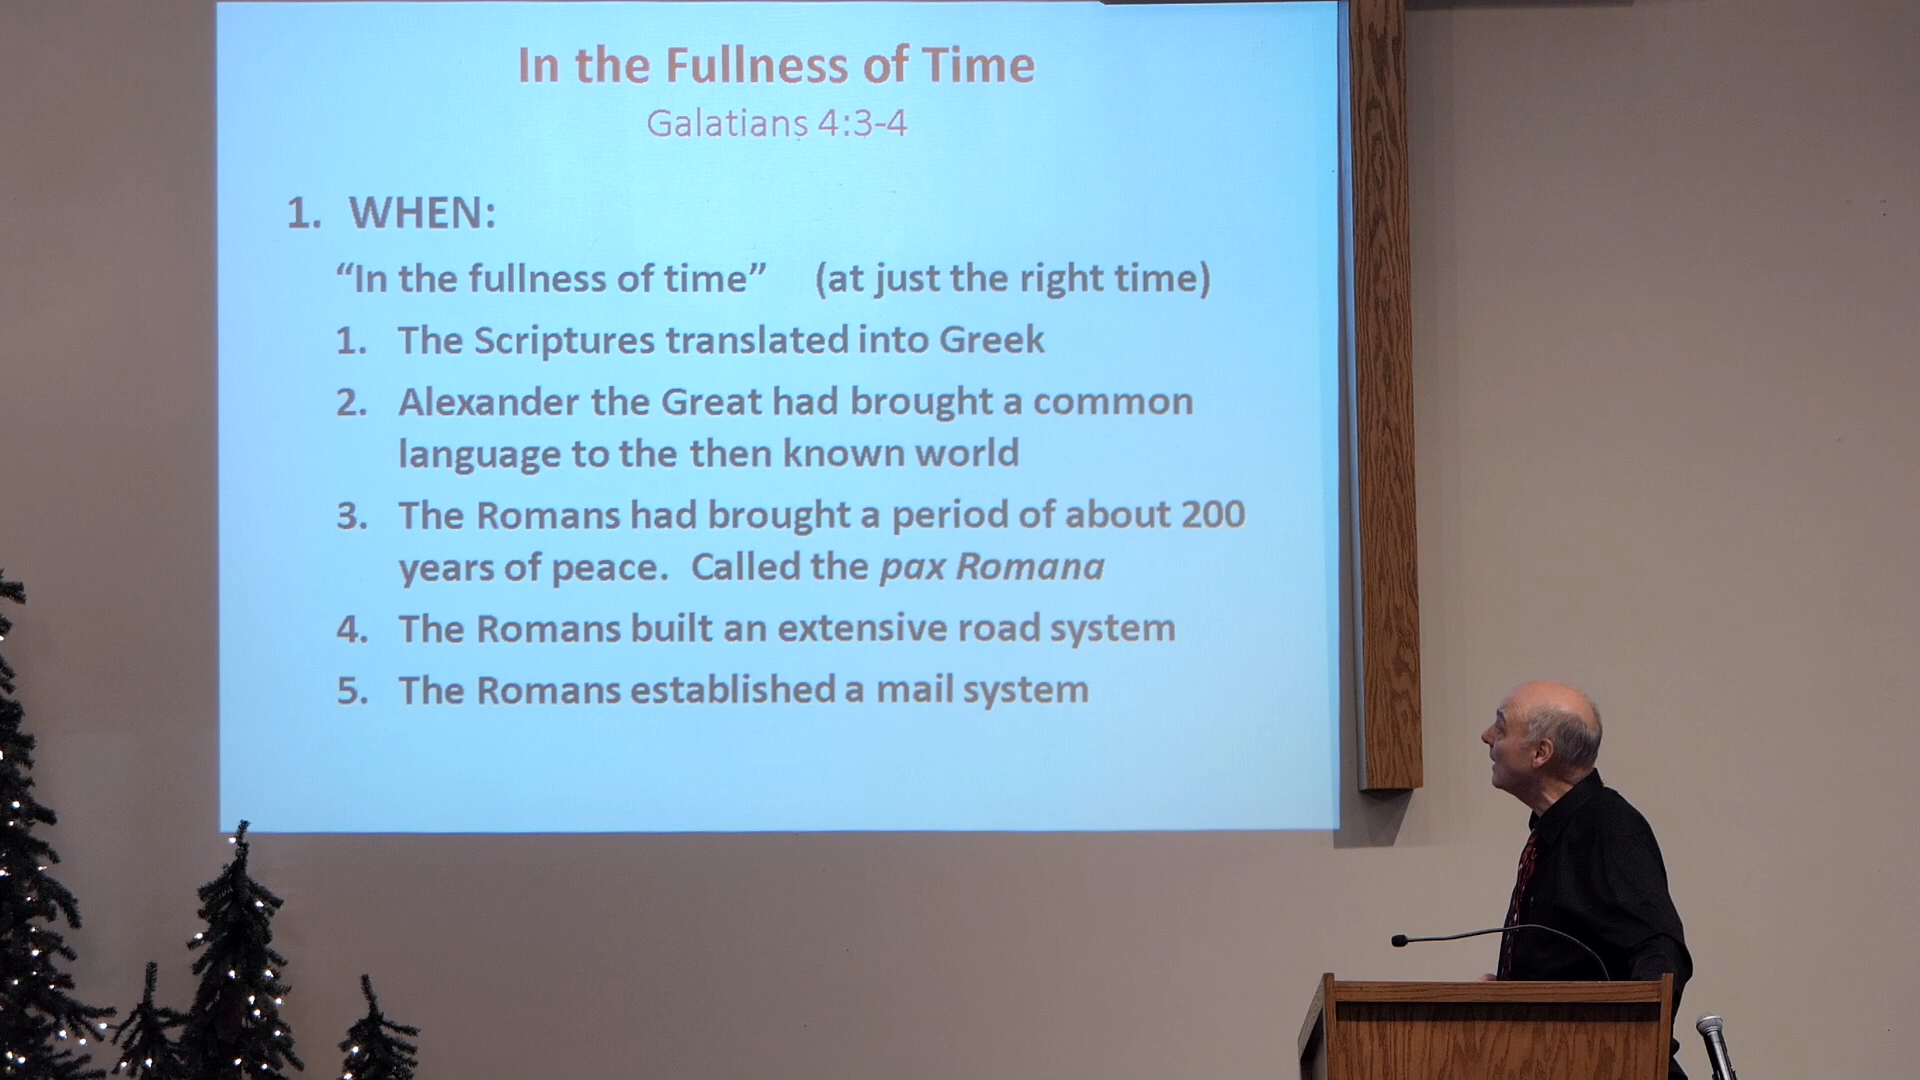 In the Fullness of Time
Galatians 4:3-4
1. WHEN:
“In the fullness of time” (at just the right time)
1. The Scriptures translated into Greek
2. Alexander the Great had brought a common
language to the then known world
3. The Romans had brought a period of about 200
years of peace. Called the pax Romana
4. The Romans built an extensive road system
5. The Romans established a mail system